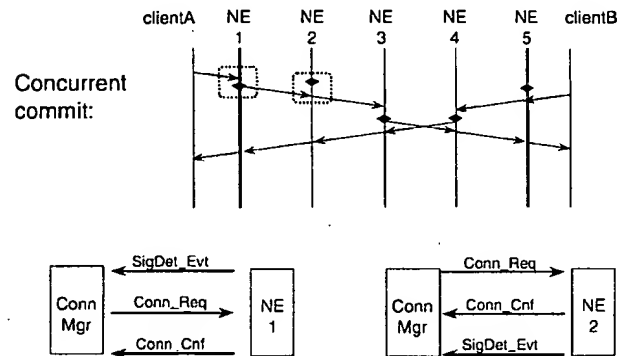 clientA NE NE NE NE NE clientB
1 2 3 4 5
Concurrent
commit:
SigDet_Evt Conn_Req
Conn Conn_Req NE Conn Conn_Cnf NE
Mgr 1 Mgr 2
Conn_Cnf SigDet_Evt